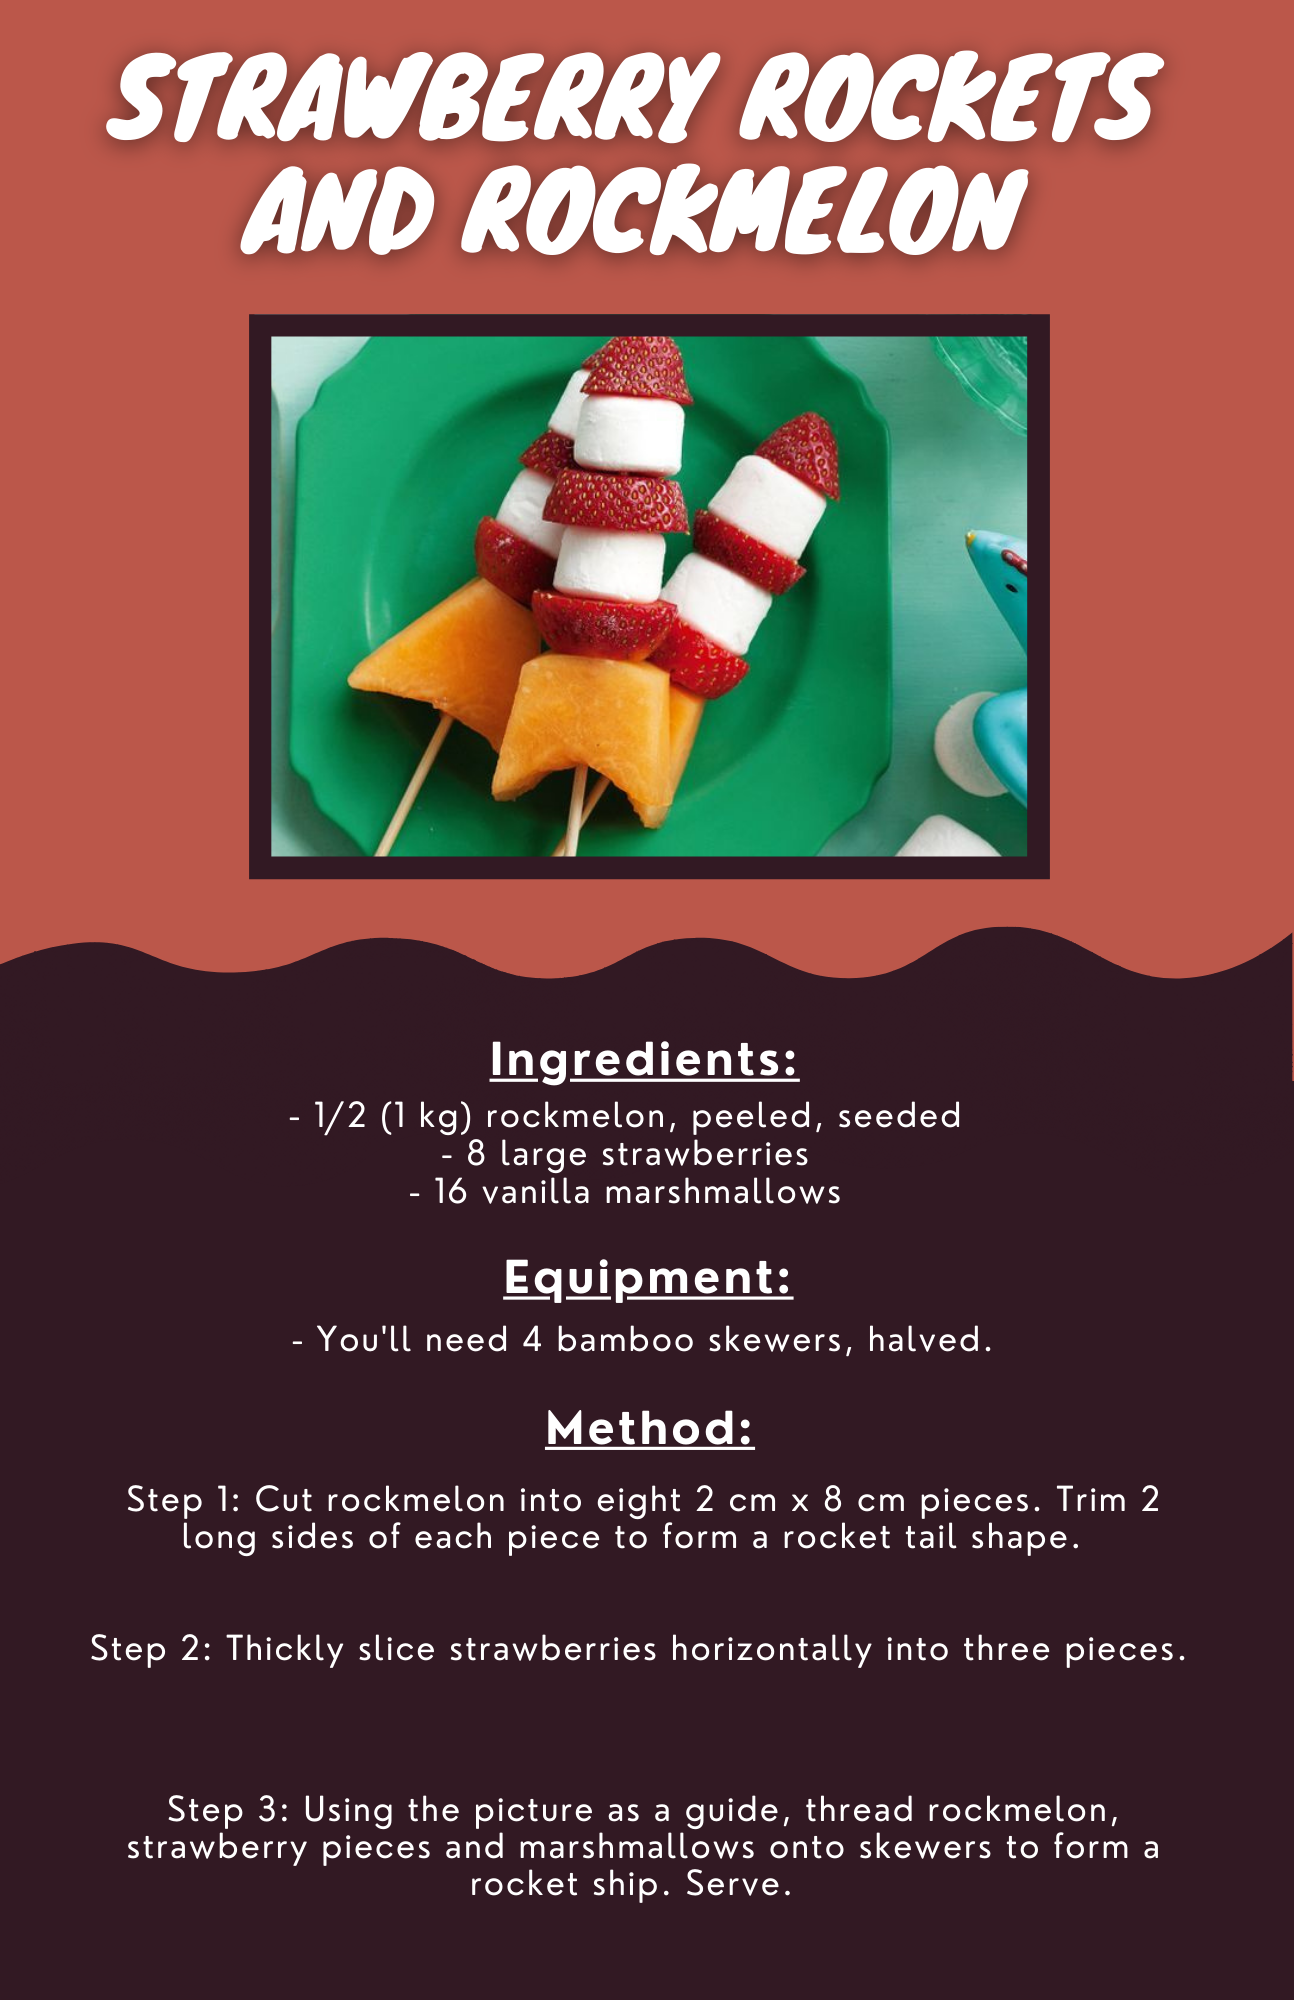 STRAWBERRY ROCKETS
AND ROCKMELON
Ingredients:
- 1/2 (1 kg) rockmelon, peeled, seeded
- 8 large strawberries
- 16 vanilla marshmallows
Equipment:
- You'll need 4 bamboo skewers, halved.
Method:
Step 1: Cut rockmelon into eight 2 cm x 8 cm pieces. Trim 2
long sides of each piece to form a rocket tail shape.
Step 2: Thickly slice strawberries horizontally into three pieces.
Step 3: Using the picture as a guide, thread rockmelon,
strawberry pieces and marshmallows onto skewers to form a
rocket ship. Serve.